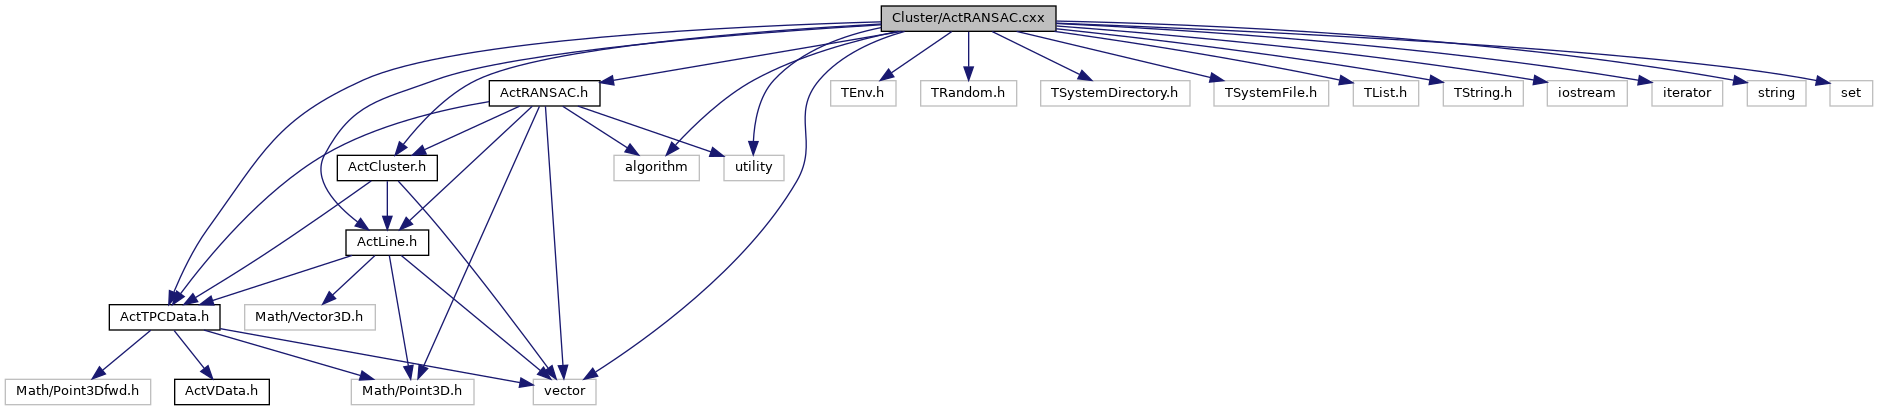 Cluster/ActRANSAC.cxx
ActRANSAC.h
TEnv.h
TRandom.h
TSystemDirectory.h
TSystemFile.h
TList.h
TString.h
iostream
iterator
string
set
ActCluster.h
algorithm
utility
ActLine.h
ActTPCData.h
Math/Vector3D.h
Math/Point3Dfwd.h
ActVData.h
Math/Point3D.h
vector